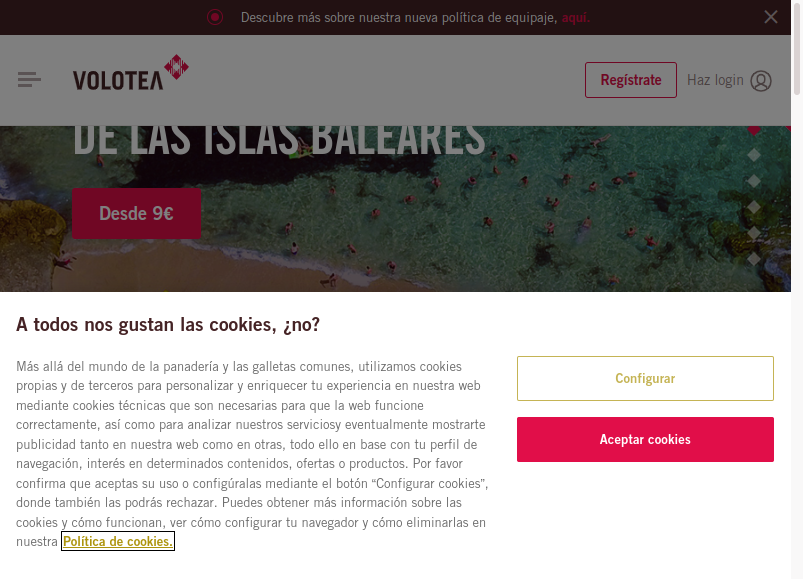 Descubre más sobre nuestra nueva política de equipaje, aquí.
VOLOTEA
Regístrate
Haz login
DE LAS ISLAS BALEARES
Desde 9€
A todos nos gustan las cookies, ¿no?
Más allá del mundo de la panadería y las galletas comunes, utilizamos cookies
propias y de terceros para personalizar y enriquecer tu experiencia en nuestra web
mediante cookies técnicas que son necesarias para que la web funcione
correctamente, así como para analizar nuestros serviciosy eventualmente mostrarte
publicidad tanto en nuestra web como en otras, todo ello en base con tu perfil de
navegación, interés en determinados contenidos, ofertas o productos. Por favor
confirma que aceptas su uso o configúralas mediante el botón “Configurar cookies”,
donde también las podrás rechazar. Puedes obtener más información sobre las
cookies y cómo funcionan, ver cómo configurar tu navegador y cómo eliminarlas en
nuestra Política de cookies.
Configurar
Aceptar cookies